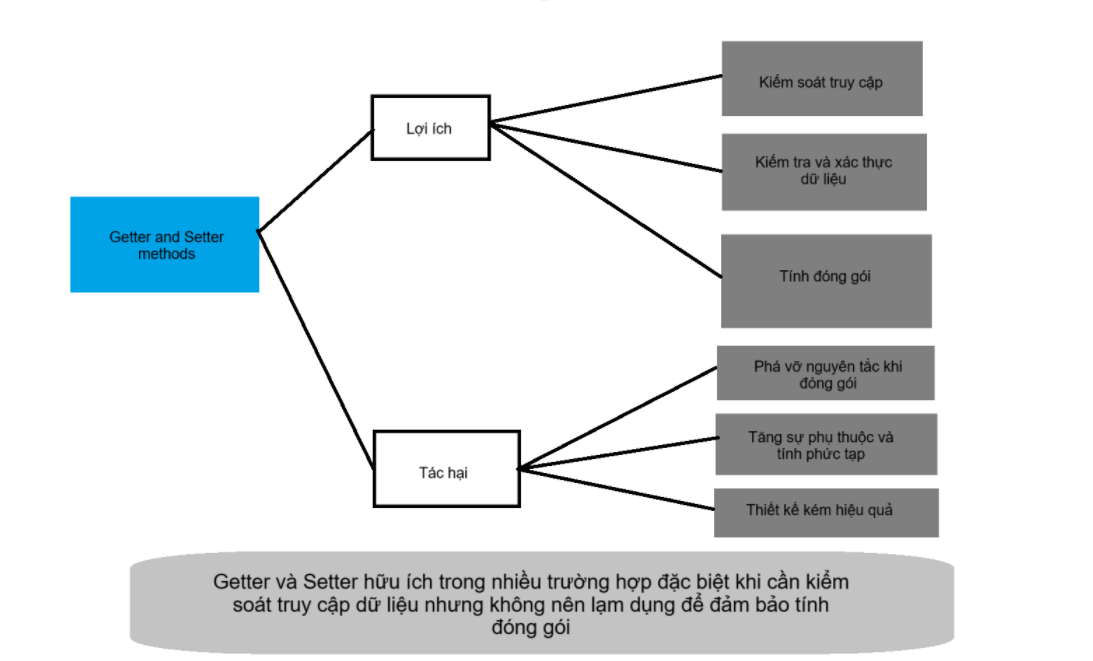 Getter and Setter
methods
Lợi ích
Kiểm soát truy cập
Kiểm tra và xác thực
dữ liệu
Tính đóng gói
Tác hại
Phá vỡ nguyên tắc khi
đóng gói
Tăng sự phụ thuộc và
tính phức tạp
Thiết kế kém hiệu quả
Getter và Setter hữu ích trong nhiều trường hợp đặc biệt khi cần kiểm
soát truy cập dữ liệu nhưng không nên lạm dụng để đảm bảo tính
đóng gói